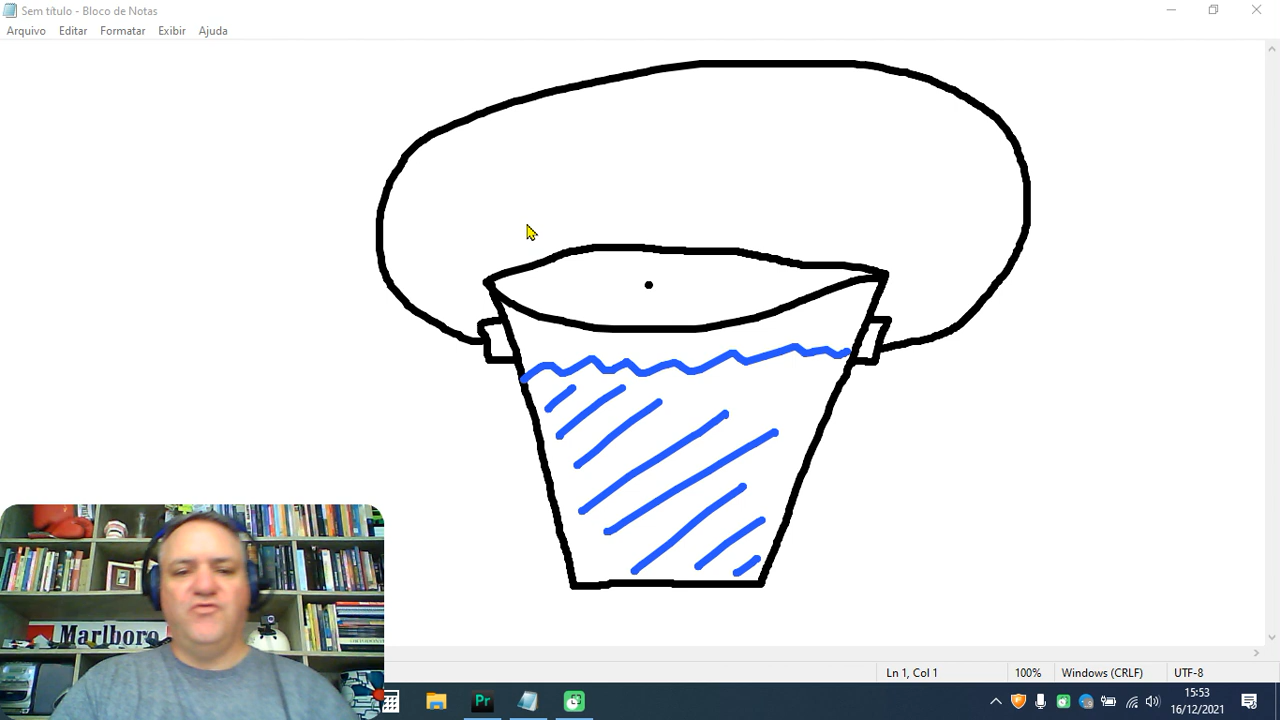 Sem título - Bloco de Notas
Arquivo Editar Formatar Exibir Ajuda
Marlboro
Ln 1, Col 1 100% Windows (CRLF) UTF-8
Pr
15:53
16/12/2021